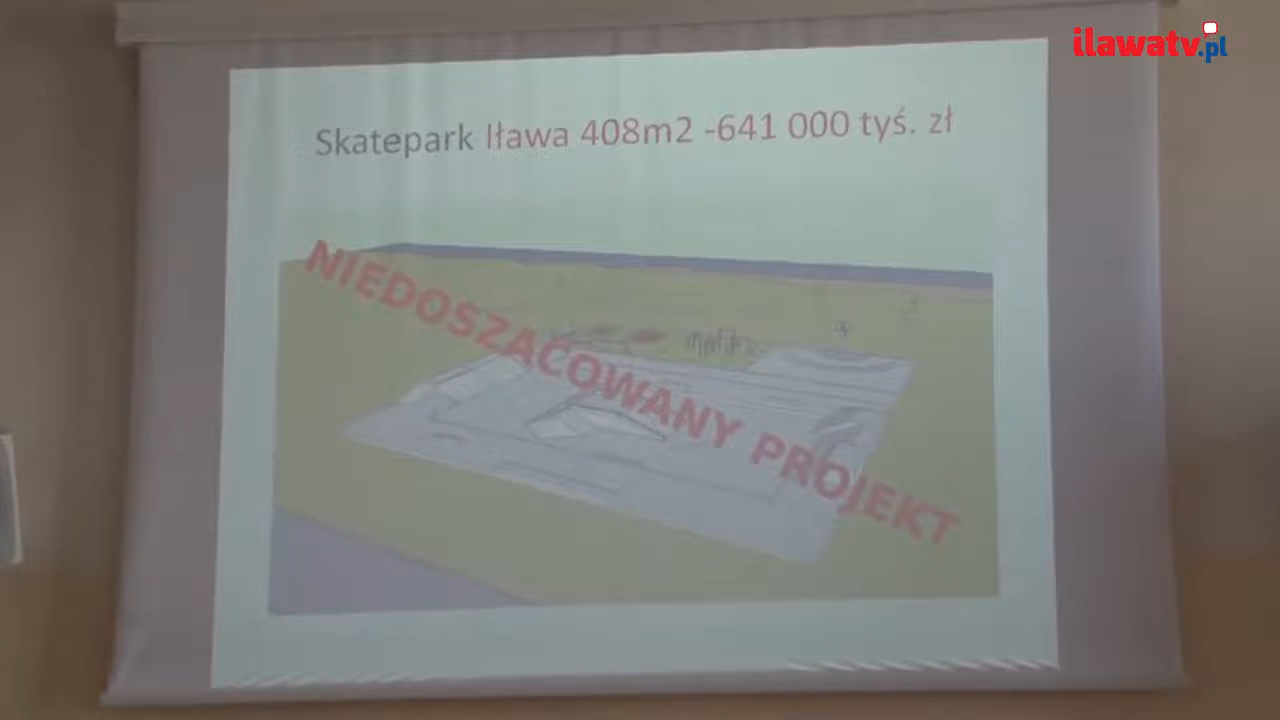 ilawatv.pl
Skatepark Iława 408m2 -641 000 tyś. zł
NIEDOSZACOWANY PROJEKT